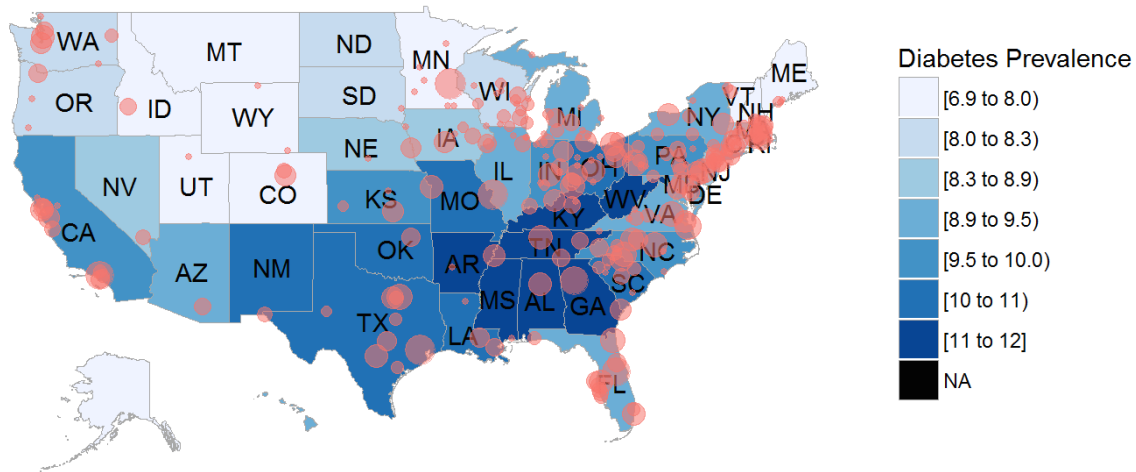 Diabetes Prevalence
[6.9 to 8.0)
[8.0 to 8.3)
[8.3 to 8.9)
[8.9 to 9.5)
[9.5 to 10.0)
[10 to 11)
[11 to 12]
NA
WA
MT
ND
MN
WI
ME
VT
NH
OR
ID
WY
SD
MI
NY
NV
UT
CO
NE
IA
IL
IN
OH
PA
NJ
DE
WV
VA
CA
KS
MO
KY
AZ
NM
OK
AR
TN
NC
SC
TX
LA
MS
AL
GA
FL